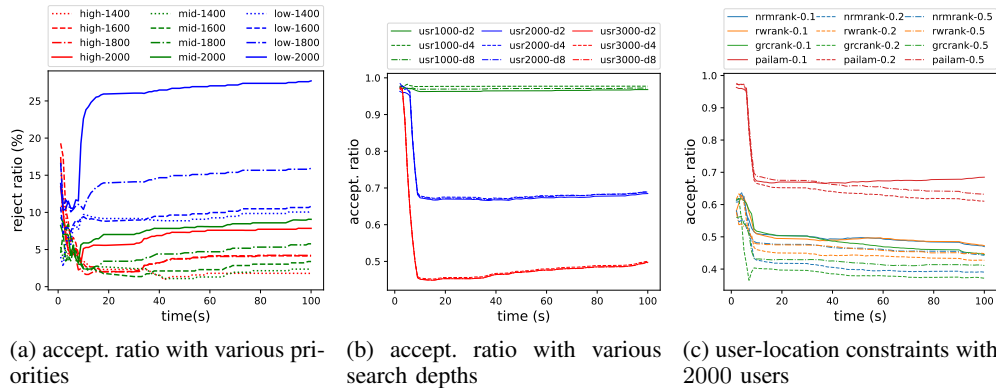 high-1400 mid-1400 low-1400
high-1600 mid-1600 low-1600
high-1800 mid-1800 low-1800
high-2000 mid-2000 low-2000
reject ratio (%)
25
20
15
10
5
0
0 20 40 60 80 100
time(s)
(a) accept. ratio with various pri-
orities
usr1000-d2 usr2000-d2 usr3000-d2
usr1000-d4 usr2000-d4 usr3000-d4
usr1000-d8 usr2000-d8 usr3000-d8
accept. ratio
1.0
0.9
0.8
0.7
0.6
0.5
0 20 40 60 80 100
time (s)
(b) accept. ratio with various
search depths
nrmrank-0.1 nrmrank-0.2 nrmrank-0.5
rwrank-0.1 rwrank-0.2 rwrank-0.5
grcrank-0.1 grcrank-0.2 grcrank-0.5
pailam-0.1 pailam-0.2 pailam-0.5
accept. ratio
1.0
0.9
0.8
0.7
0.6
0.5
0.4
0 20 40 60 80 100
time (s)
(c) user-location constraints with
2000 users